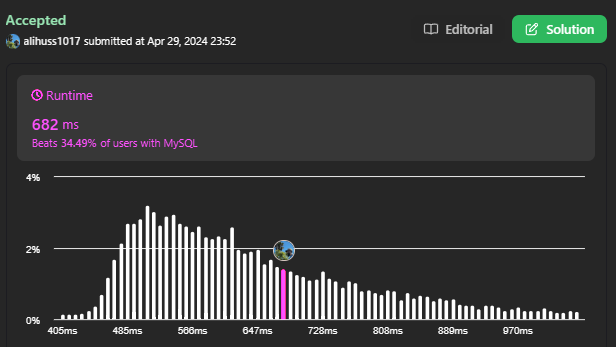 Accepted
alihuss1017 submitted at Apr 29, 2024 23:52
Editorial
Solution
Runtime
682 ms
Beats 34.49% of users with MySQL
4%
2%
0%
405ms 485ms 566ms 647ms 728ms 808ms 889ms 970ms